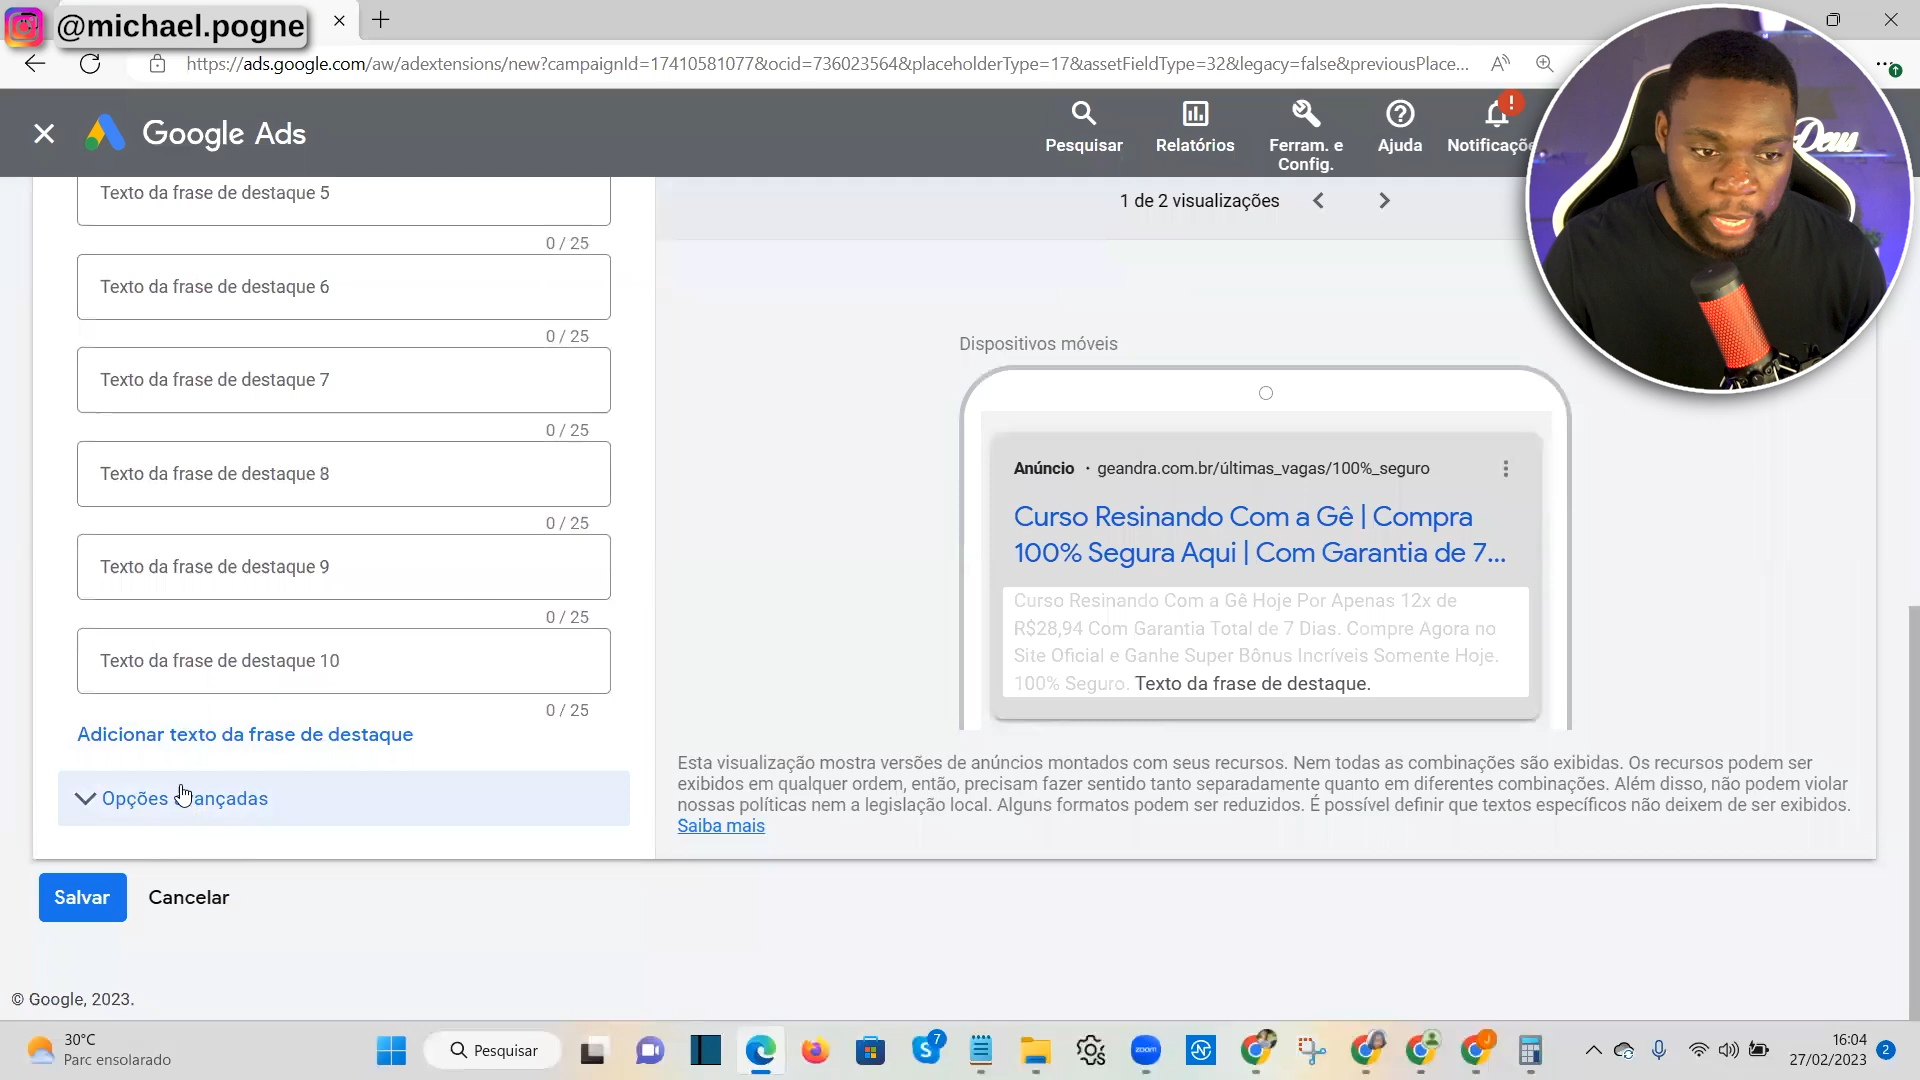 @michael.pogne
https://ads.google.com/aw/adextensions/new?campaignId=17410581077&ocid=736023564&placeholderType=17&assetFieldType=32&legacy=false&previousPlace...
Google Ads
Pesquisar
Relatórios
Ferram. e
Config.
Ajuda
Notificaçõe
Deus
Texto da frase de destaque 5
0 / 25
Texto da frase de destaque 6
0 / 25
Texto da frase de destaque 7
0 / 25
Texto da frase de destaque 8
0 / 25
Texto da frase de destaque 9
0 / 25
Texto da frase de destaque 10
0 / 25
Adicionar texto da frase de destaque
Opções avançadas
Salvar
Cancelar
1 de 2 visualizações
Dispositivos móveis
Anúncio · geandra.com.br/últimas_vagas/100%_seguro
Curso Resinando Com a Gê | Compra
100% Segura Aqui | Com Garantia de 7...
Curso Resinando Com a Gê Hoje Por Apenas 12x de
R$28,94 Com Garantia Total de 7 Dias. Compre Agora no
Site Oficial e Ganhe Super Bônus Incríveis Somente Hoje.
100% Seguro. Texto da frase de destaque.
Esta visualização mostra versões de anúncios montados com seus recursos. Nem todas as combinações são exibidas. Os recursos podem ser
exibidos em qualquer ordem, então, precisam fazer sentido tanto separadamente quanto em diferentes combinações. Além disso, não podem violar
nossas políticas nem a legislação local. Alguns formatos podem ser reduzidos. É possível definir que textos específicos não deixem de ser exibidos.
Saiba mais
© Google, 2023.
30°C
Parc ensolarado
Pesquisar
7
zoom
16:04
27/02/2023
2